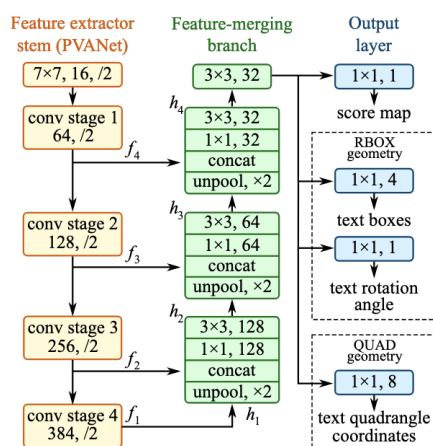 Feature extractor
stem (PVANet)
7×7, 16, /2
conv stage 1
64, /2
f4
conv stage 2
128, /2
f3
conv stage 3
256, /2
f2
conv stage 4
384, /2
f1
Feature-merging
branch
3×3, 32
h4
3×3, 32
1×1, 32
concat
unpool, ×2
h3
3×3, 64
1×1, 64
concat
unpool, ×2
h2
3×3, 128
1×1, 128
concat
unpool, ×2
h1
Output
layer
1×1, 1
score map
RBOX
geometry
1×1, 4
text boxes
1×1, 1
text rotation
angle
QUAD
geometry
1×1, 8
text quadrangle
coordinates